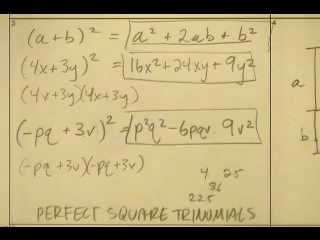 3
(a+b)² = a² + 2ab + b²
(4x+3y)² = 16x² + 24xy + 9y²
(4x+3y)(4x+3y)
a
(-pq + 3v)² = p²q² - 6pqv 9v²
b
(-pq +3v)(-pq+3v)
4 25
36
225
PERFECT SQUARE TRINOMIALS